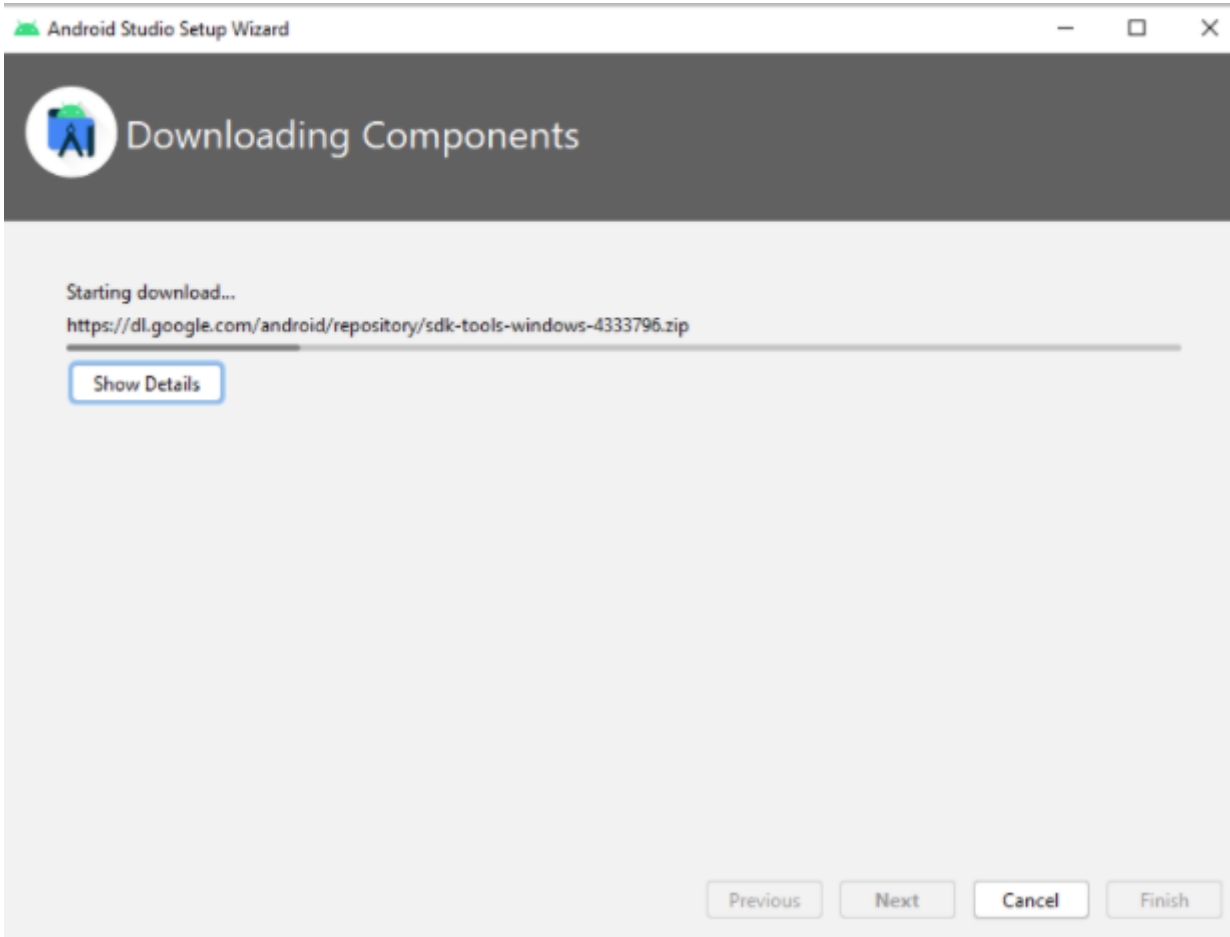 Android Studio Setup Wizard
Downloading Components
Starting download...
https://dl.google.com/android/repository/sdk-tools-windows-4333796.zip
Show Details
Previous Next Cancel Finish